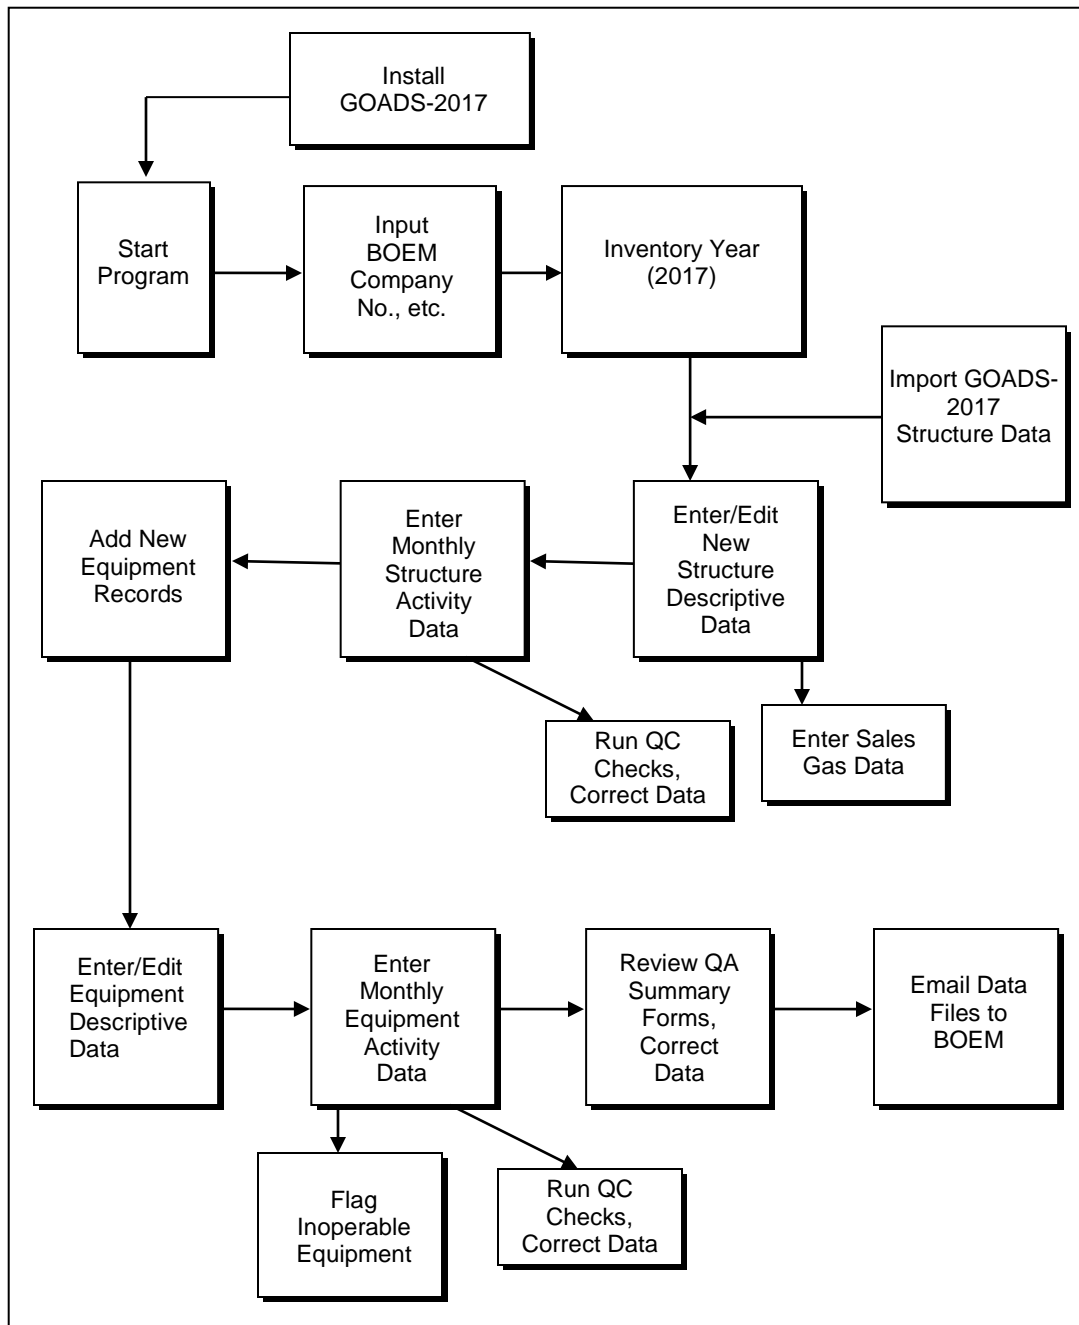 Install
GOADS-2017
Start
Program
Input
BOEM
Company
No., etc.
Inventory Year
(2017)
Import GOADS-
2017
Structure Data
Enter/Edit
New
Structure
Descriptive
Data
Enter
Monthly
Structure
Activity
Data
Add New
Equipment
Records
Run QC
Checks,
Correct Data
Enter Sales
Gas Data
Enter/Edit
Equipment
Descriptive
Data
Enter
Monthly
Equipment
Activity
Data
Review QA
Summary
Forms,
Correct
Data
Email Data
Files to
BOEM
Flag
Inoperable
Equipment
Run QC
Checks,
Correct Data